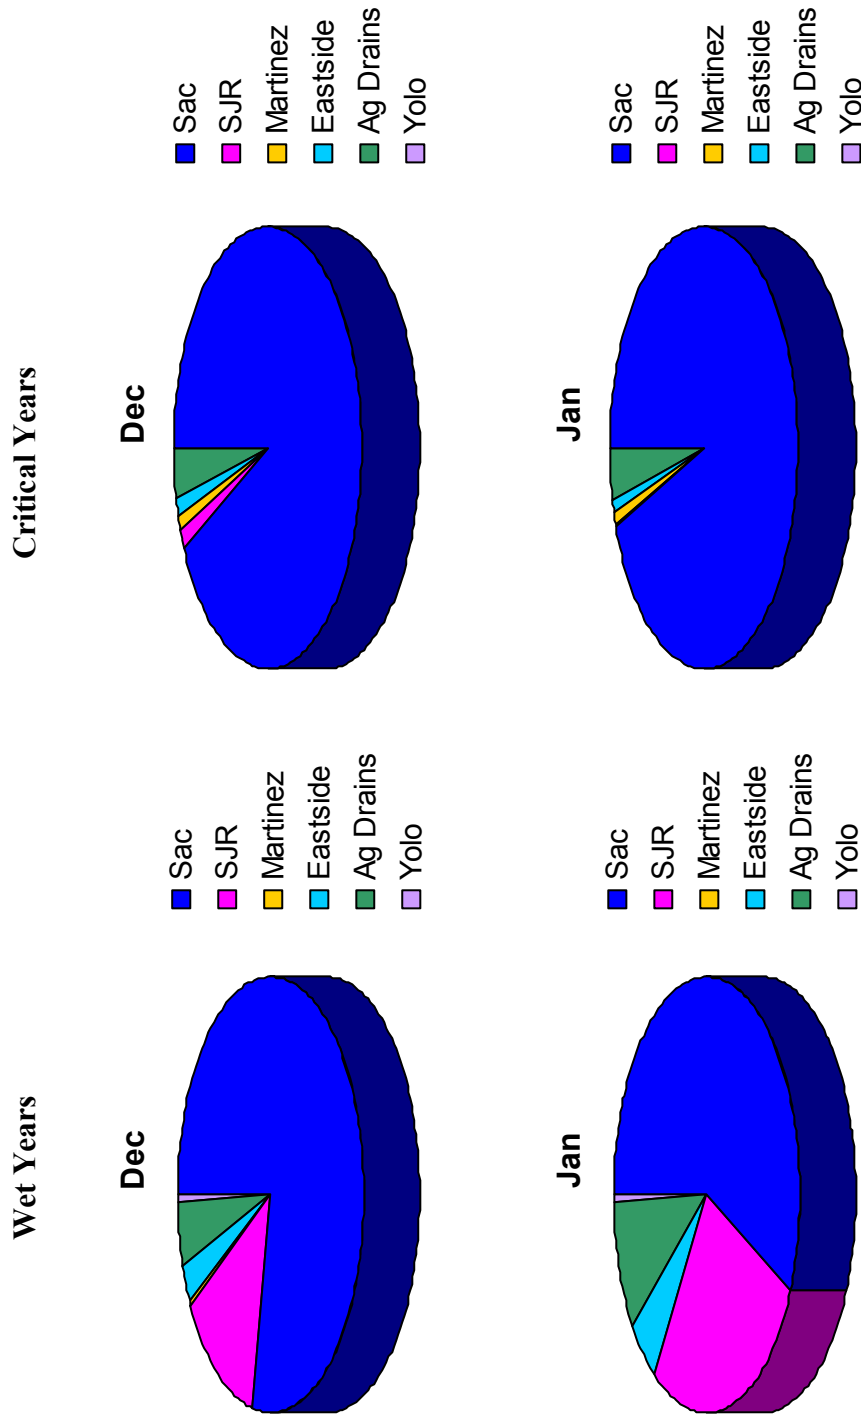 Wet Years
Critical Years
Dec
Sac
SJR
Martinez
Eastside
Ag Drains
Yolo
Dec
Sac
SJR
Martinez
Eastside
Ag Drains
Yolo
Jan
Sac
SJR
Martinez
Eastside
Ag Drains
Yolo
Jan
Sac
SJR
Martinez
Eastside
Ag Drains
Yolo